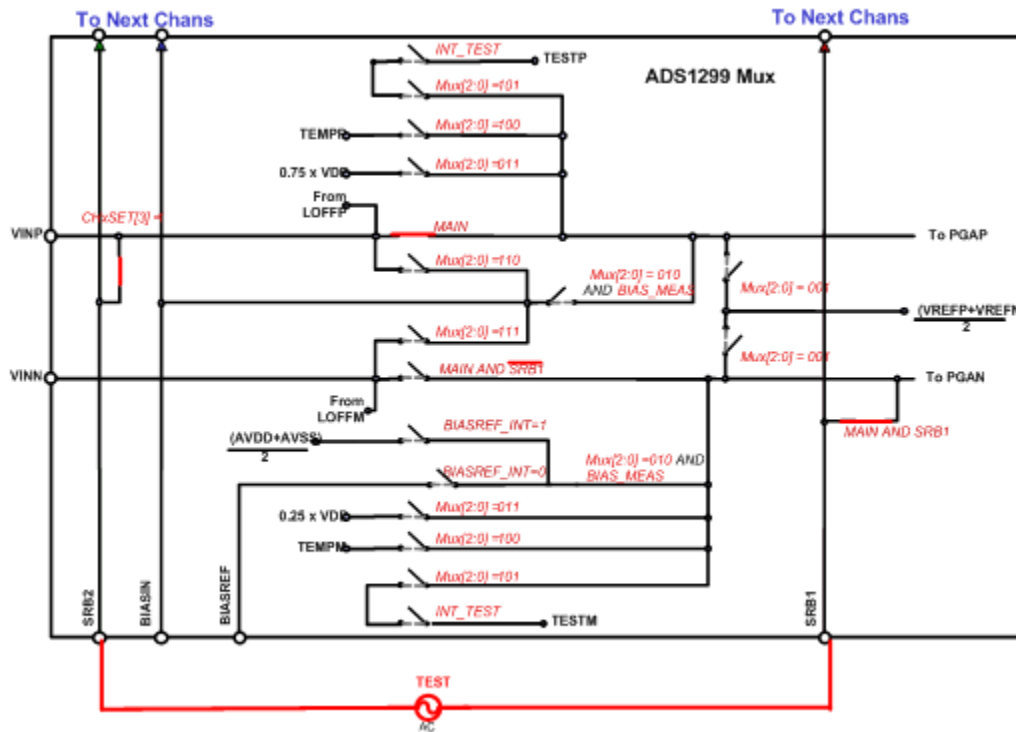 To Next Chans
To Next Chans
INT_TEST
TESTP
ADS1299 Mux
Mux[2:0] =101
TEMPP
Mux[2:0] =100
0.75 x VDD
Mux[2:0] =011
From
LOFFP
CHxSET[3] =1
VINP
MAIN
To PGAP
Mux[2:0] =110
Mux[2:0] = 010
AND BIAS_MEAS
Mux[2:0] = 001
(VREFP+VREFN
2
Mux[2:0] =111
Mux[2:0] = 001
MAIN AND SRB1
VINN
To PGAN
From
LOFFM
BIASREF_INT=1
MAIN AND SRB1
(AVDD+AVSS)
2
Mux[2:0] =010 AND
BIAS_MEAS
BIASREF_INT=0
0.25 x VDD
Mux[2:0] =011
TEMPM
Mux[2:0] =100
Mux[2:0] =101
INT_TEST
TESTM
SRB2
BIASIN
BIASREF
SRB1
TEST
AC